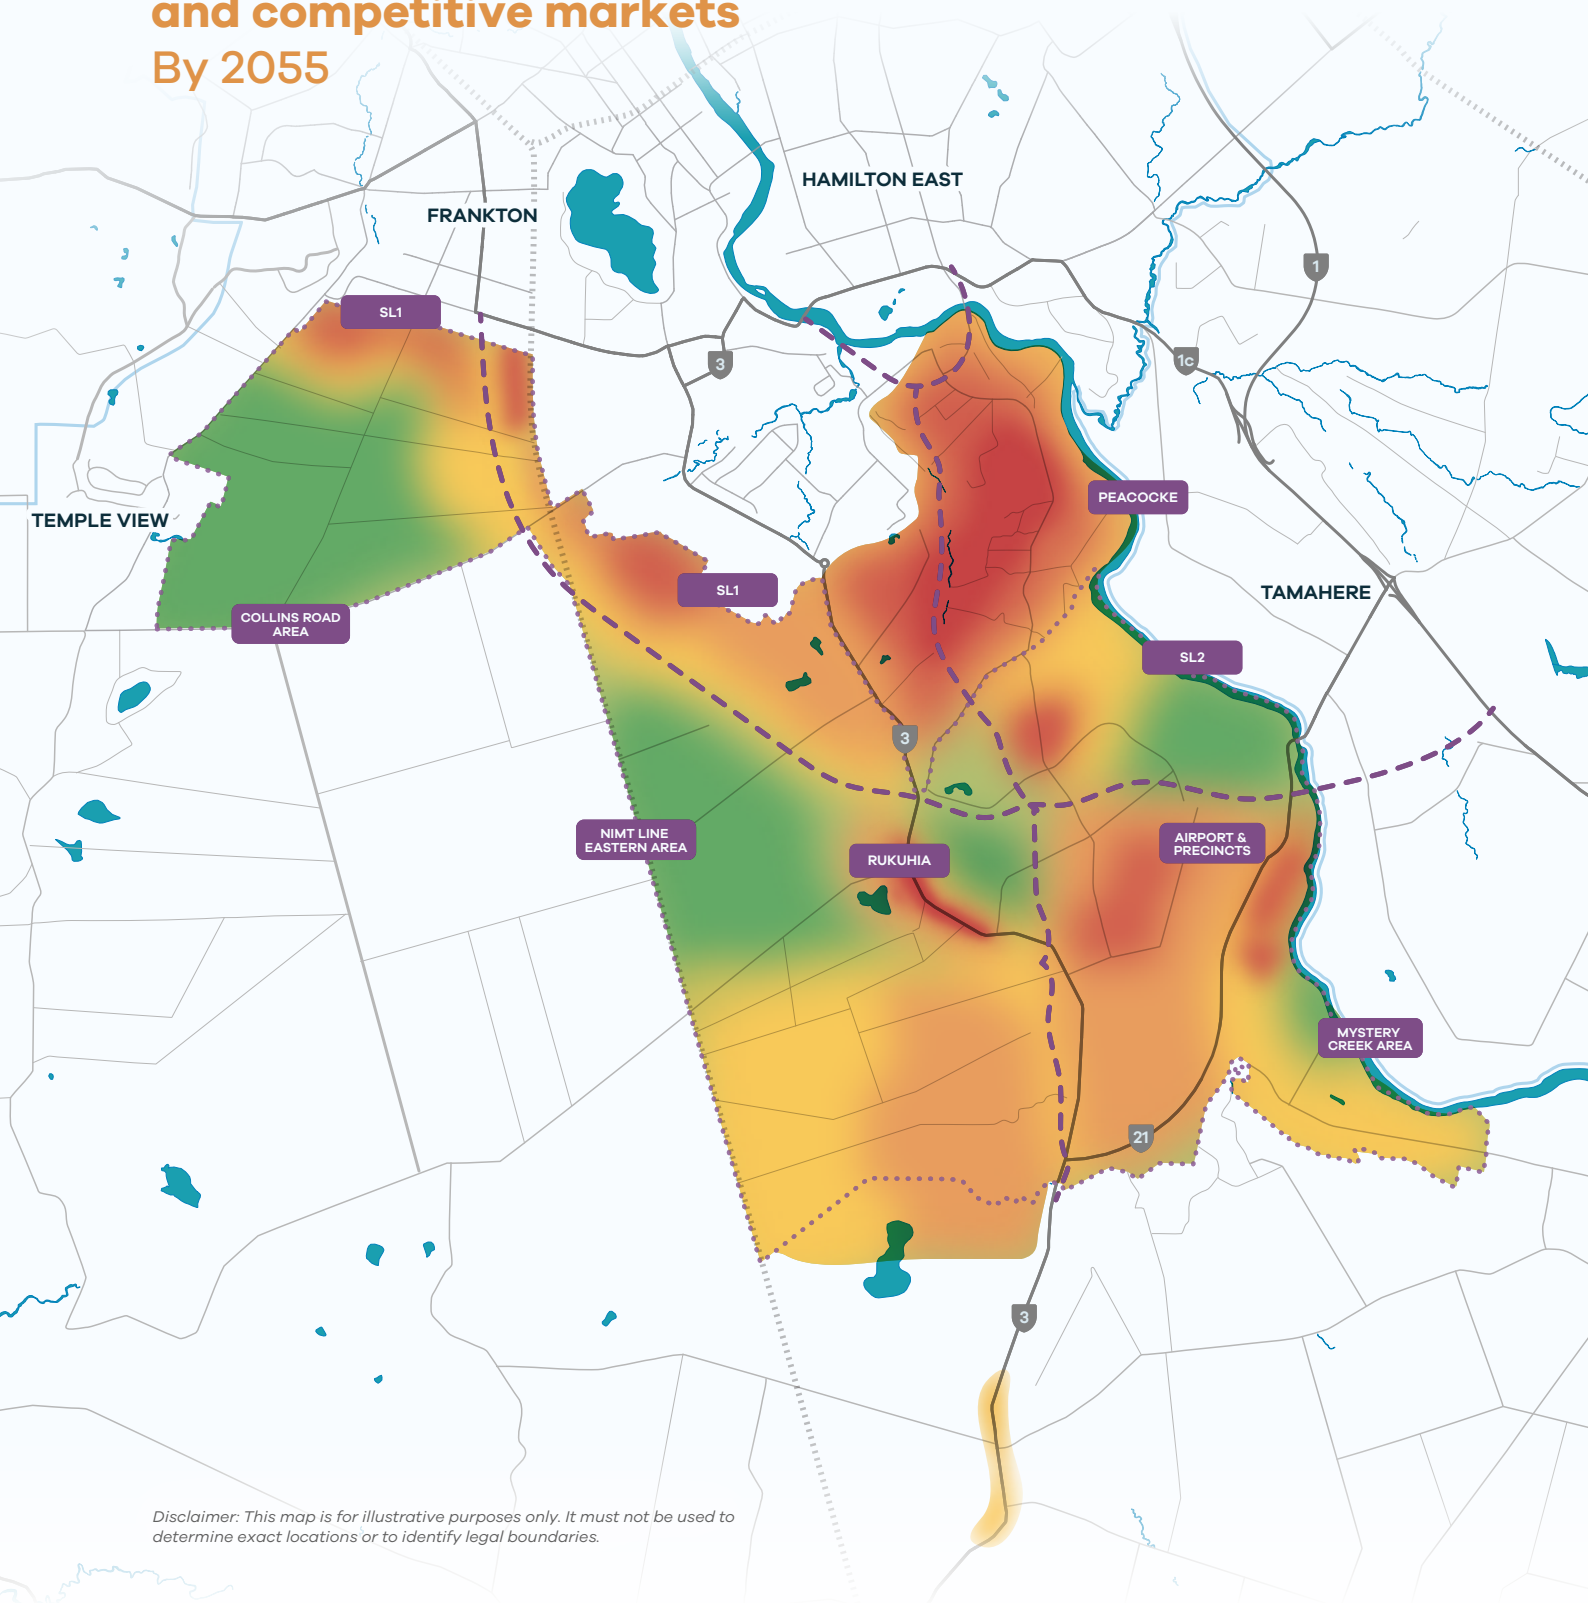 and competitive markets
By 2055
HAMILTON EAST
FRANKTON
1
SL1
3
1c
PEACOCKE
TEMPLE VIEW
SL1
TAMAHERE
COLLINS ROAD
AREA
SL2
3
NIMT LINE
EASTERN AREA
RUKUHIA
AIRPORT &
PRECINCTS
MYSTERY
CREEK AREA
21
3
Disclaimer: This map is for illustrative purposes only. It must not be used to
determine exact locations or to identify legal boundaries.